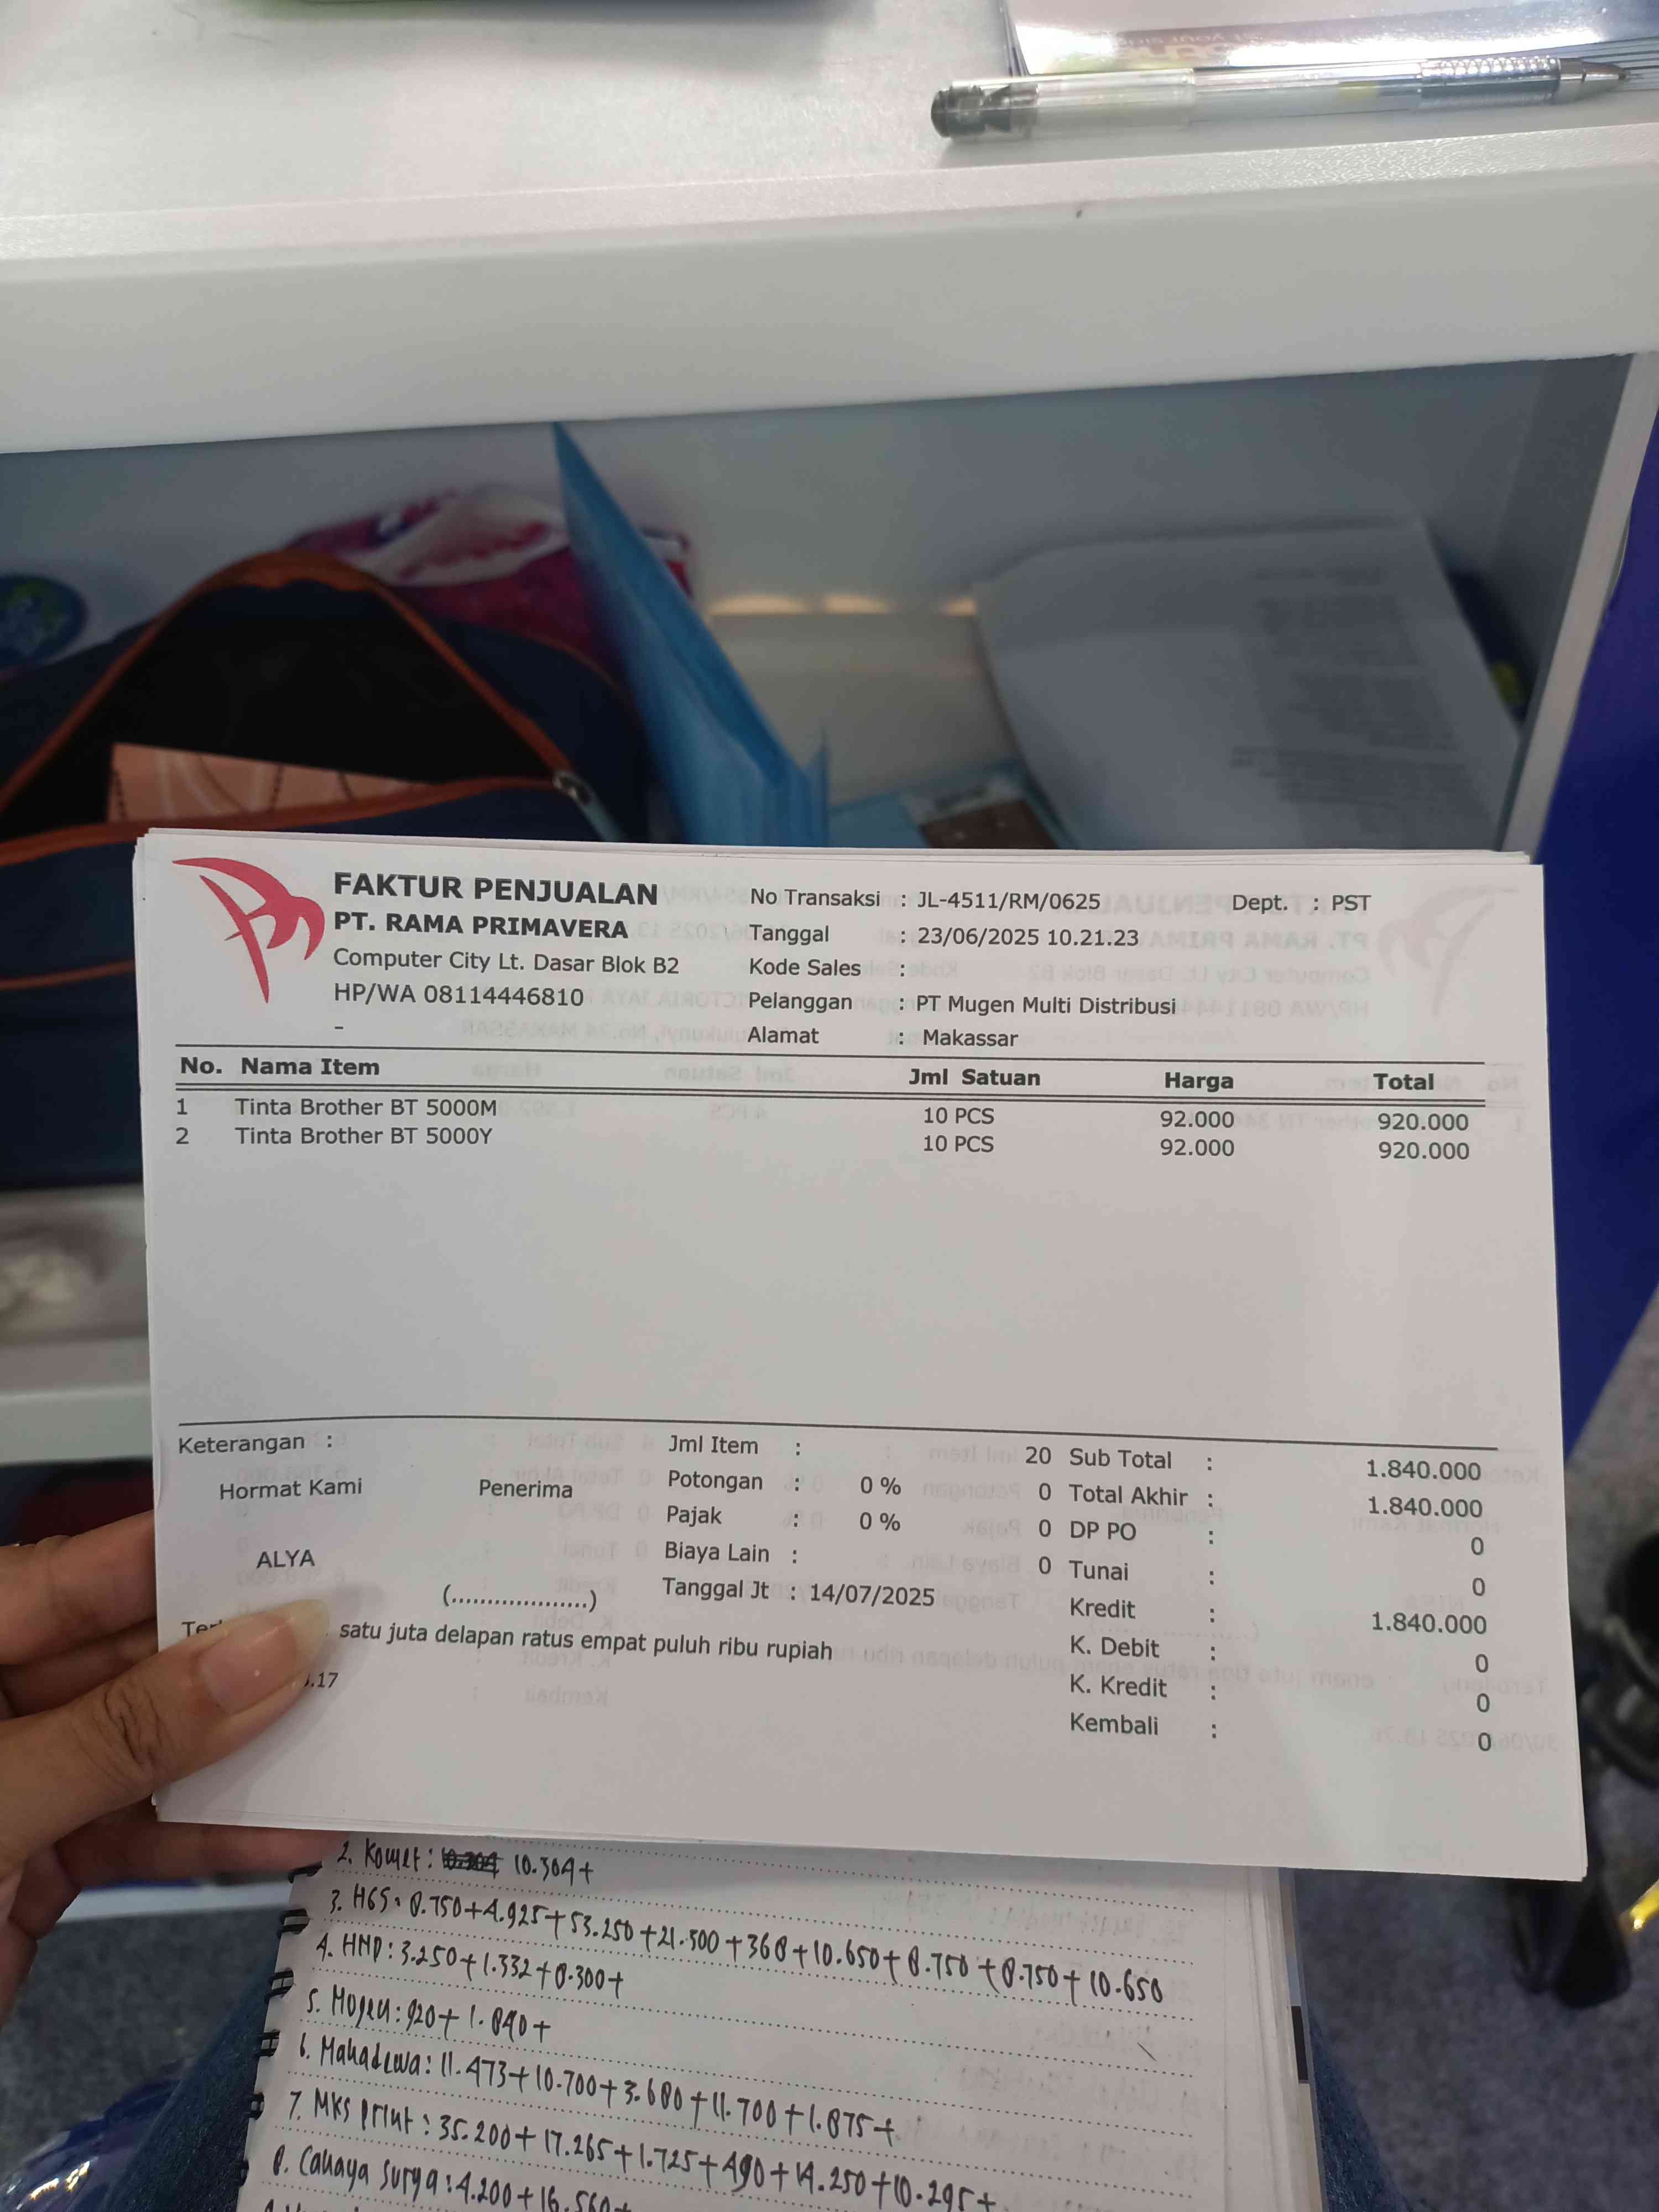 FAKTUR PENJUALAN
PT. RAMA PRIMAVERA
Computer City Lt. Dasar Blok B2
HP/WA 08114446810
-
No Transaksi : JL-4511/RM/0625 Dept. : PST
Tanggal : 23/06/2025 10.21.23
Kode Sales :
Pelanggan : PT Mugen Multi Distribusi
Alamat : Makassar
No. Nama Item Jml Satuan Harga Total
1 Tinta Brother BT 5000M 10 PCS 92.000 920.000
2 Tinta Brother BT 5000Y 10 PCS 92.000 920.000
Keterangan :
Hormat Kami Penerima
ALYA
(...................)
Jml Item : 20
Potongan : 0 % 0
Pajak : 0 % 0
Biaya Lain : 0
Tanggal Jt : 14/07/2025
Sub Total : 1.840.000
Total Akhir : 1.840.000
DP PO : 0
Tunai : 0
Kredit : 1.840.000
K. Debit : 0
K. Kredit : 0
Kembali : 0
satu juta delapan ratus empat puluh ribu rupiah
.17
2. Komet: 10.304+
3. HGS: 8.750+4.925+53.250+21.500+368+10.650+8.750+8.750+10.650
4. HND: 3.250+1.332+8.300+
5. Mogen: 920+1.840+
6. Mahadewa: 11.473+10.700+3.680+11.700+1.875+
7. MKS print: 35.200+17.265+1.725+490+14.250+10.295+
8. Cahaya Surya: 4.200+16.560+